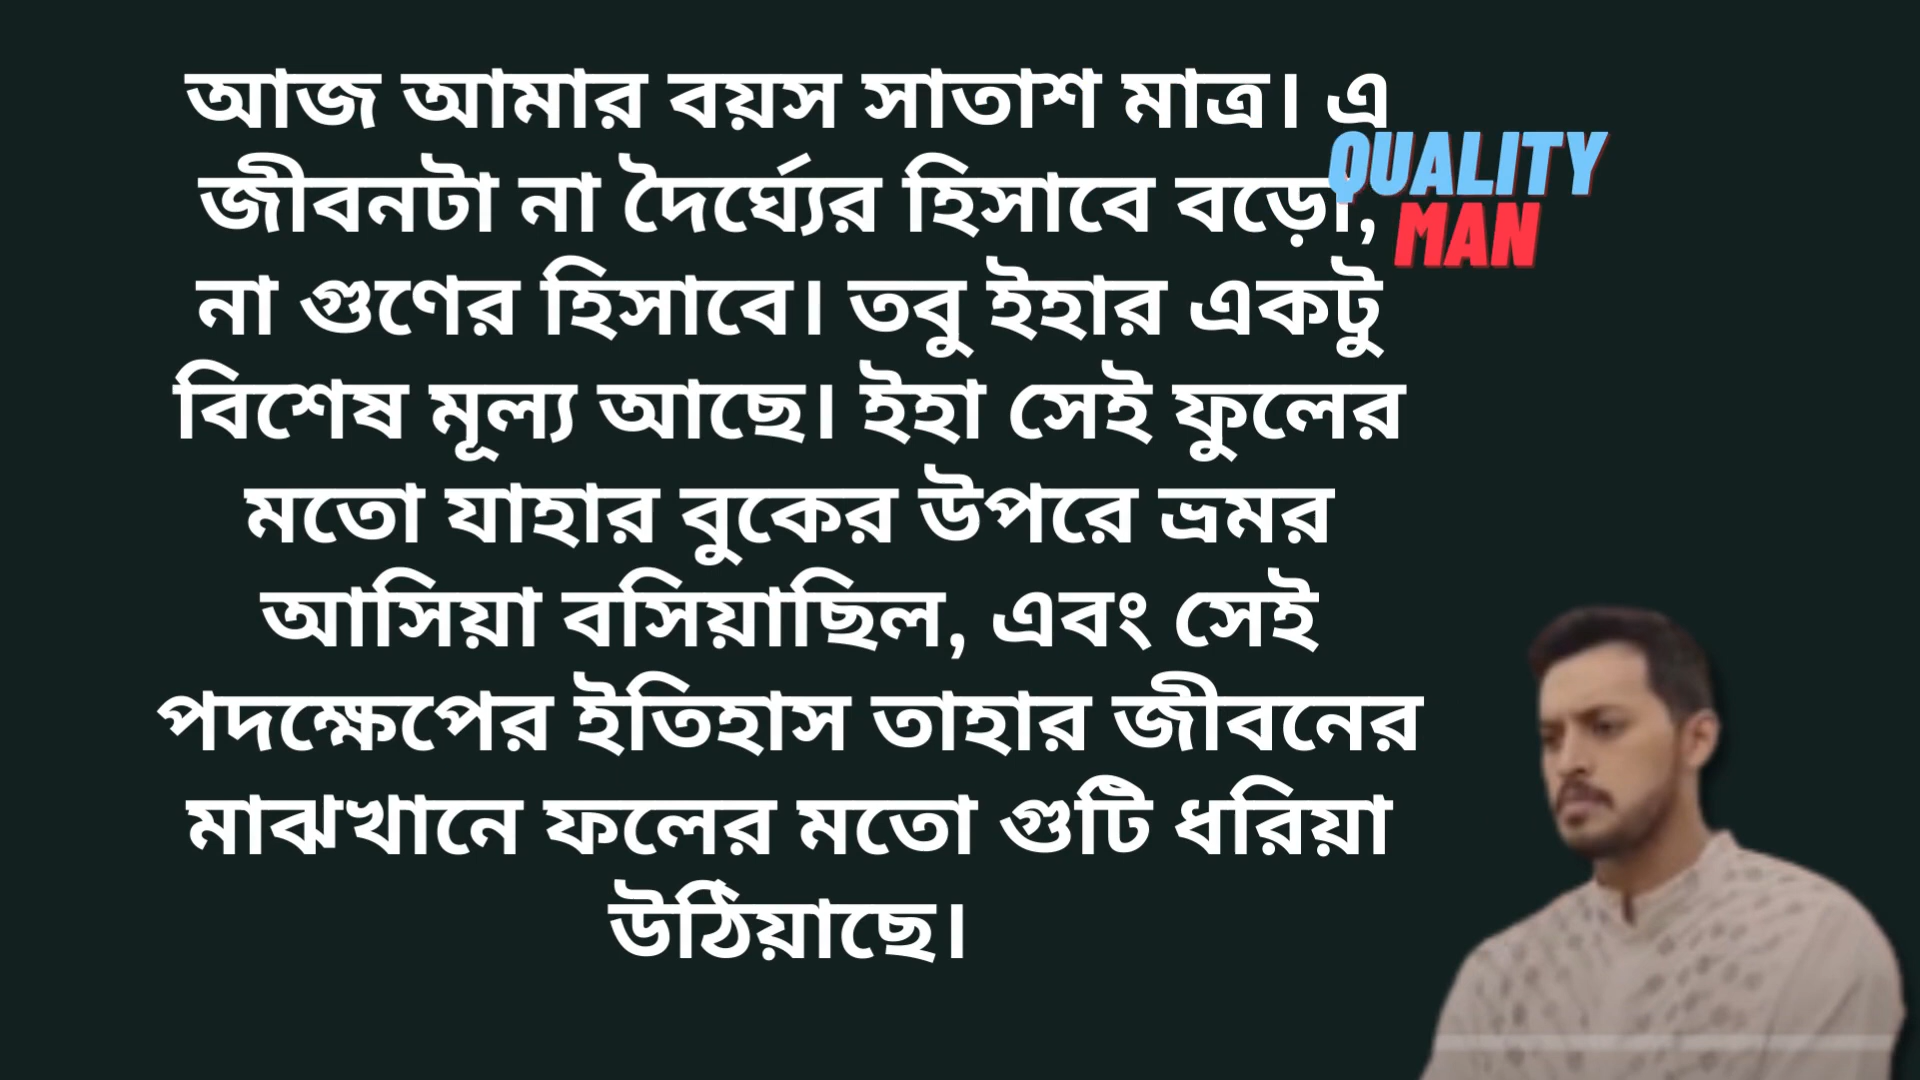 আজ আমার বয়স সাতাশ মাত্র। এ
জীবনটা না দৈর্ঘ্যের হিসাবে বড়ো,
না গুণের হিসাবে। তবু ইহার একটু
বিশেষ মূল্য আছে। ইহা সেই ফুলের
মতো যাহার বুকের উপরে ভ্রমর
আসিয়া বসিয়াছিল, এবং সেই
পদক্ষেপের ইতিহাস তাহার জীবনের
মাঝখানে ফলের মতো গুটি ধরিয়া
উঠিয়াছে।
QUALITY
MAN